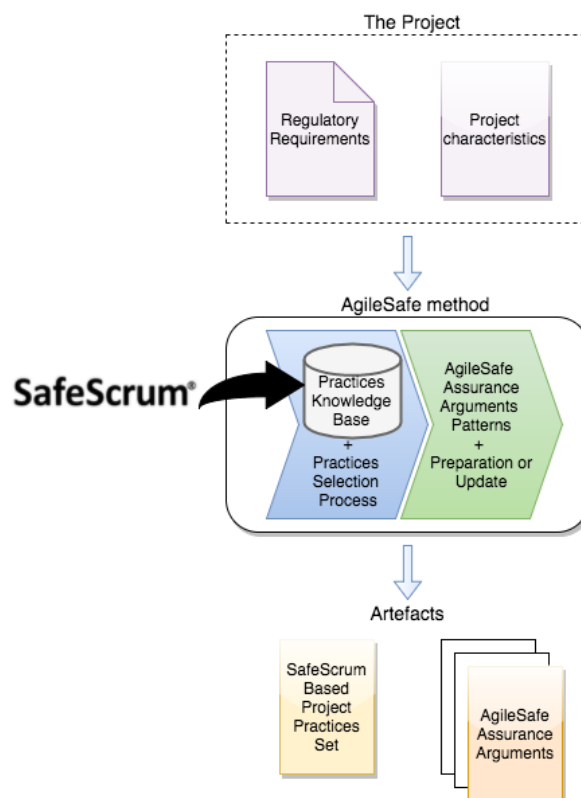 The Project
Regulatory
Requirements
Project
characteristics
AgileSafe method
SafeScrum®
Practices
Knowledge
Base
+
Practices
Selection
Process
AgileSafe
Assurance
Arguments
Patterns
+
Preparation or
Update
Artefacts
SafeScrum
Based
Project
Practices
Set
AgileSafe
Assurance
Arguments